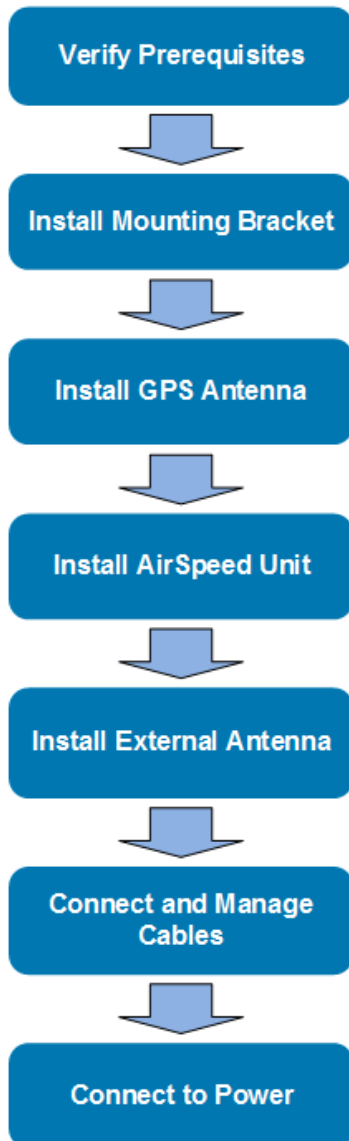 Verify Prerequisites
Install Mounting Bracket
Install GPS Antenna
Install AirSpeed Unit
Install External Antenna
Connect and Manage
Cables
Connect to Power